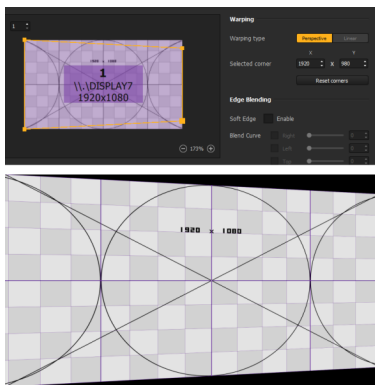 1
Warping
Warping type
Perspective
Linear
X
Y
Selected corner
1920
x
980
Reset corners
Edge Blending
Soft Edge
Enable
Blend Curve
Right
0
Left
0
Top
0
1920 x 1080
1
\\.\DISPLAY7
1920x1080
173%
1920 x 1080